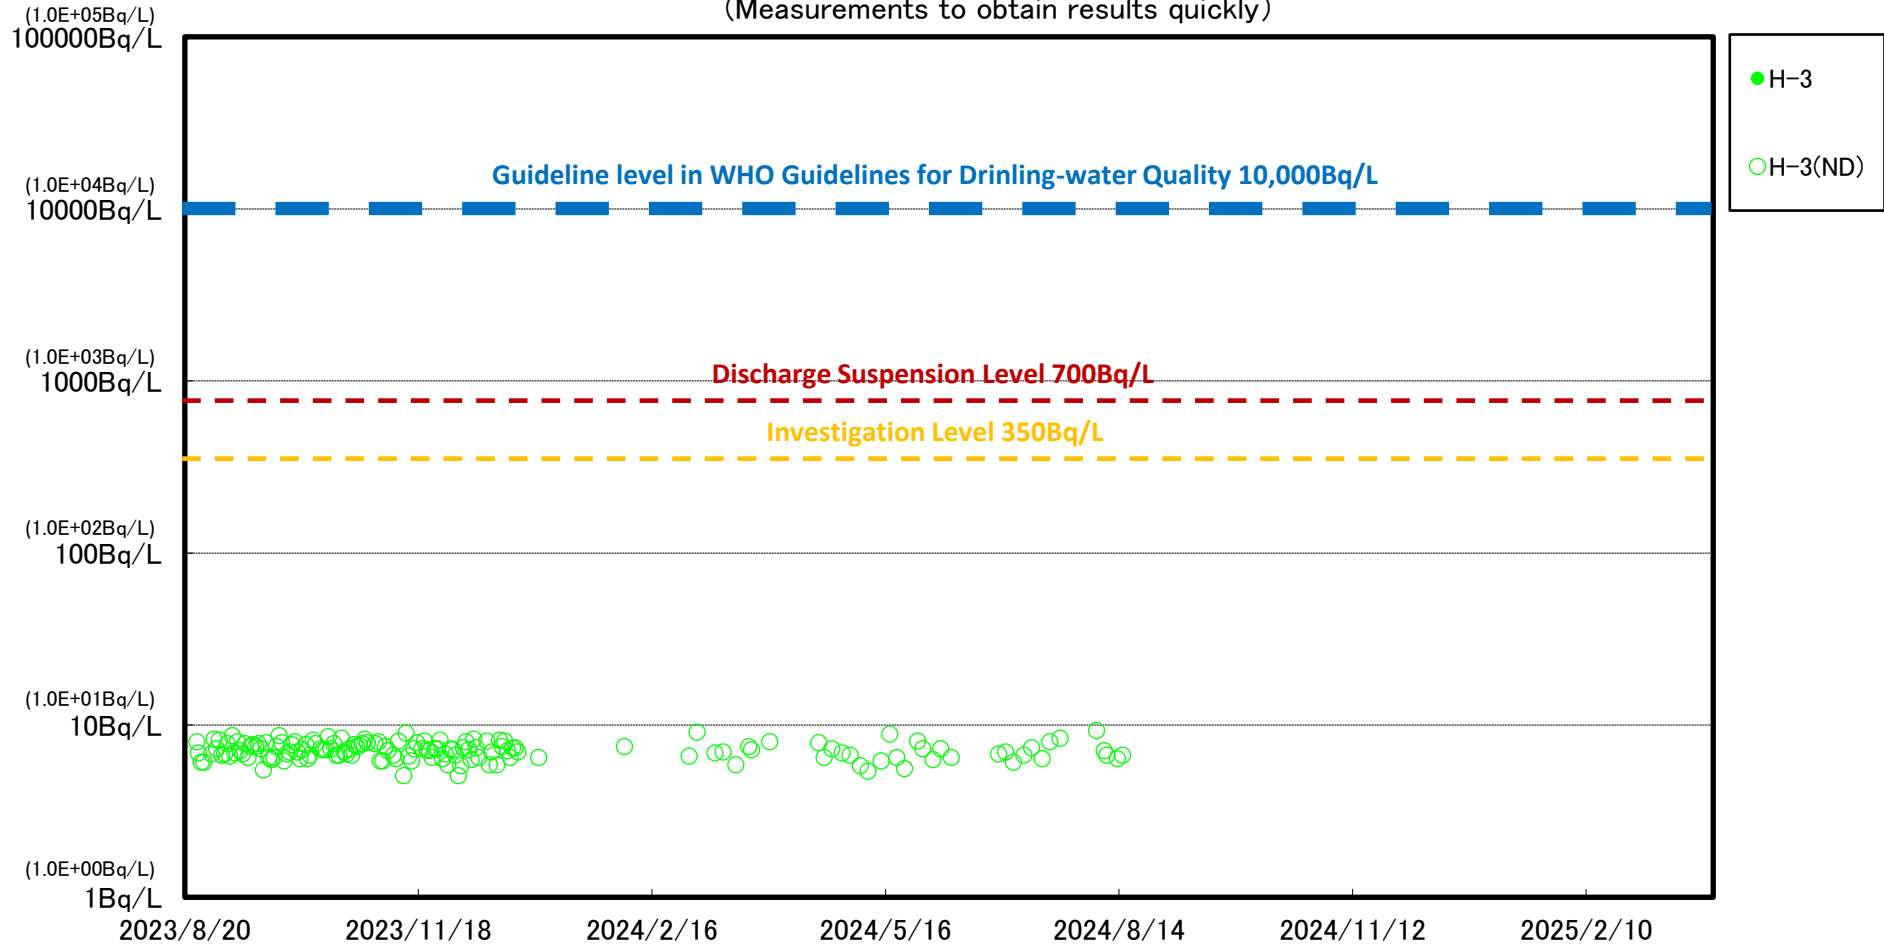 (Measurements to obtain results quickly)
(1.0E+05Bq/L)
100000Bq/L
H-3
H-3(ND)
Guideline level in WHO Guidelines for Drinling-water Quality 10,000Bq/L
(1.0E+04Bq/L)
10000Bq/L
(1.0E+03Bq/L)
1000Bq/L
Discharge Suspension Level 700Bq/L
Investigation Level 350Bq/L
(1.0E+02Bq/L)
100Bq/L
(1.0E+01Bq/L)
10Bq/L
(1.0E+00Bq/L)
1Bq/L
2023/8/20 2023/11/18 2024/2/16 2024/5/16 2024/8/14 2024/11/12 2025/2/10